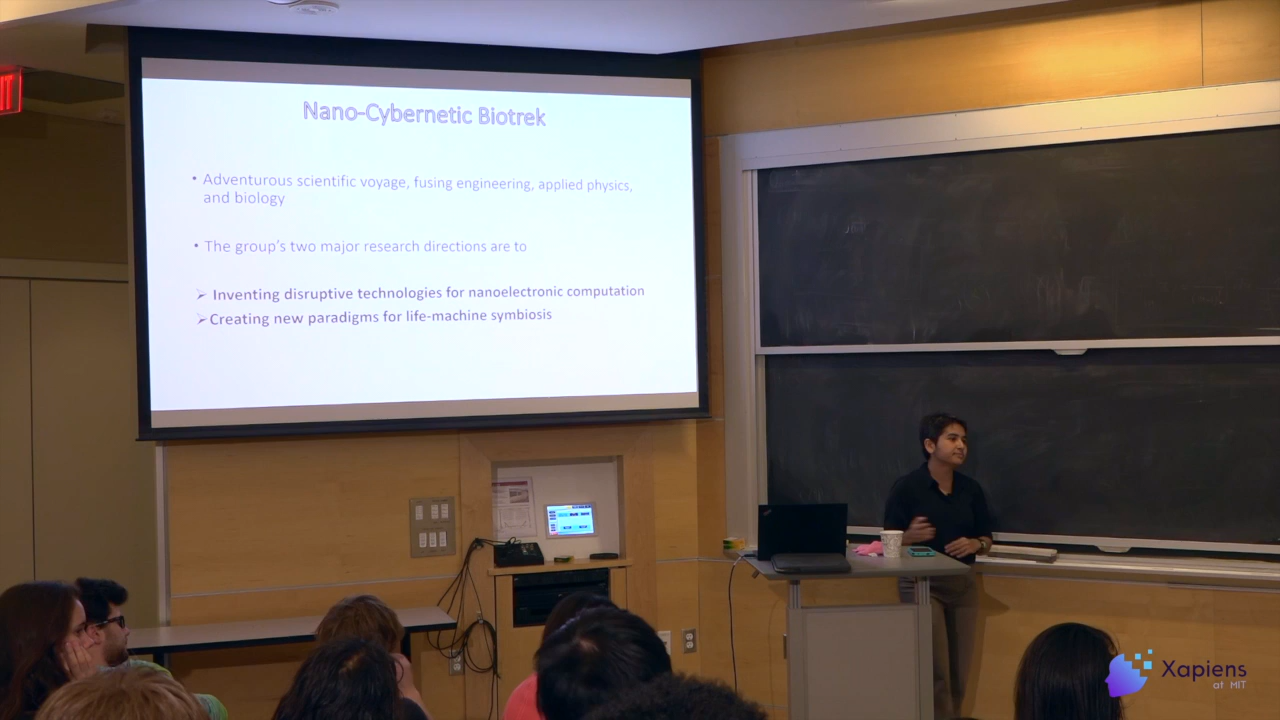 Nano-Cybernetic Biotrek
• Adventurous scientific voyage, fusing engineering, applied physics,
and biology
• The group's two major research directions are to
➢ Inventing disruptive technologies for nanoelectronic computation
➢ Creating new paradigms for life-machine symbiosis
Xapiens
at MIT